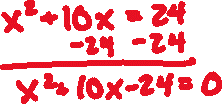 x² + 10x = 24
-24 -24
x² + 10x - 24 = 0